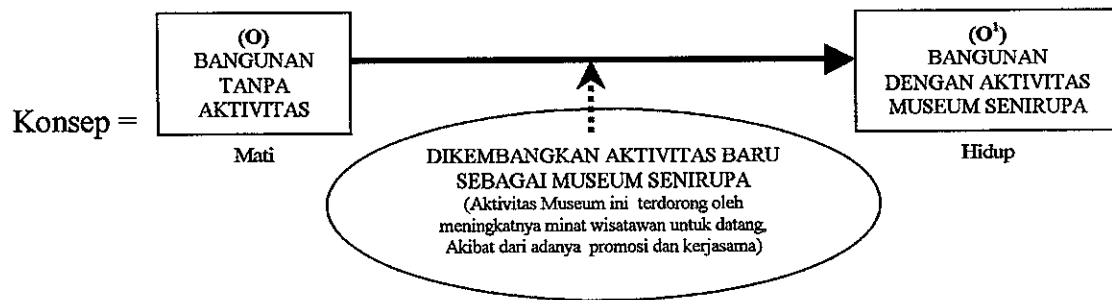 (O)
BANGUNAN
TANPA
AKTIVITAS
Konsep =
Mati
(O¹)
BANGUNAN
DENGAN AKTIVITAS
MUSEUM SENIRUPA
Hidup
DIKEMBANGKAN AKTIVITAS BARU
SEBAGAI MUSEUM SENIRUPA
(Aktivitas Museum ini terdorong oleh
meningkatnya minat wisatawan untuk datang,
Akibat dari adanya promosi dan kerjasama)